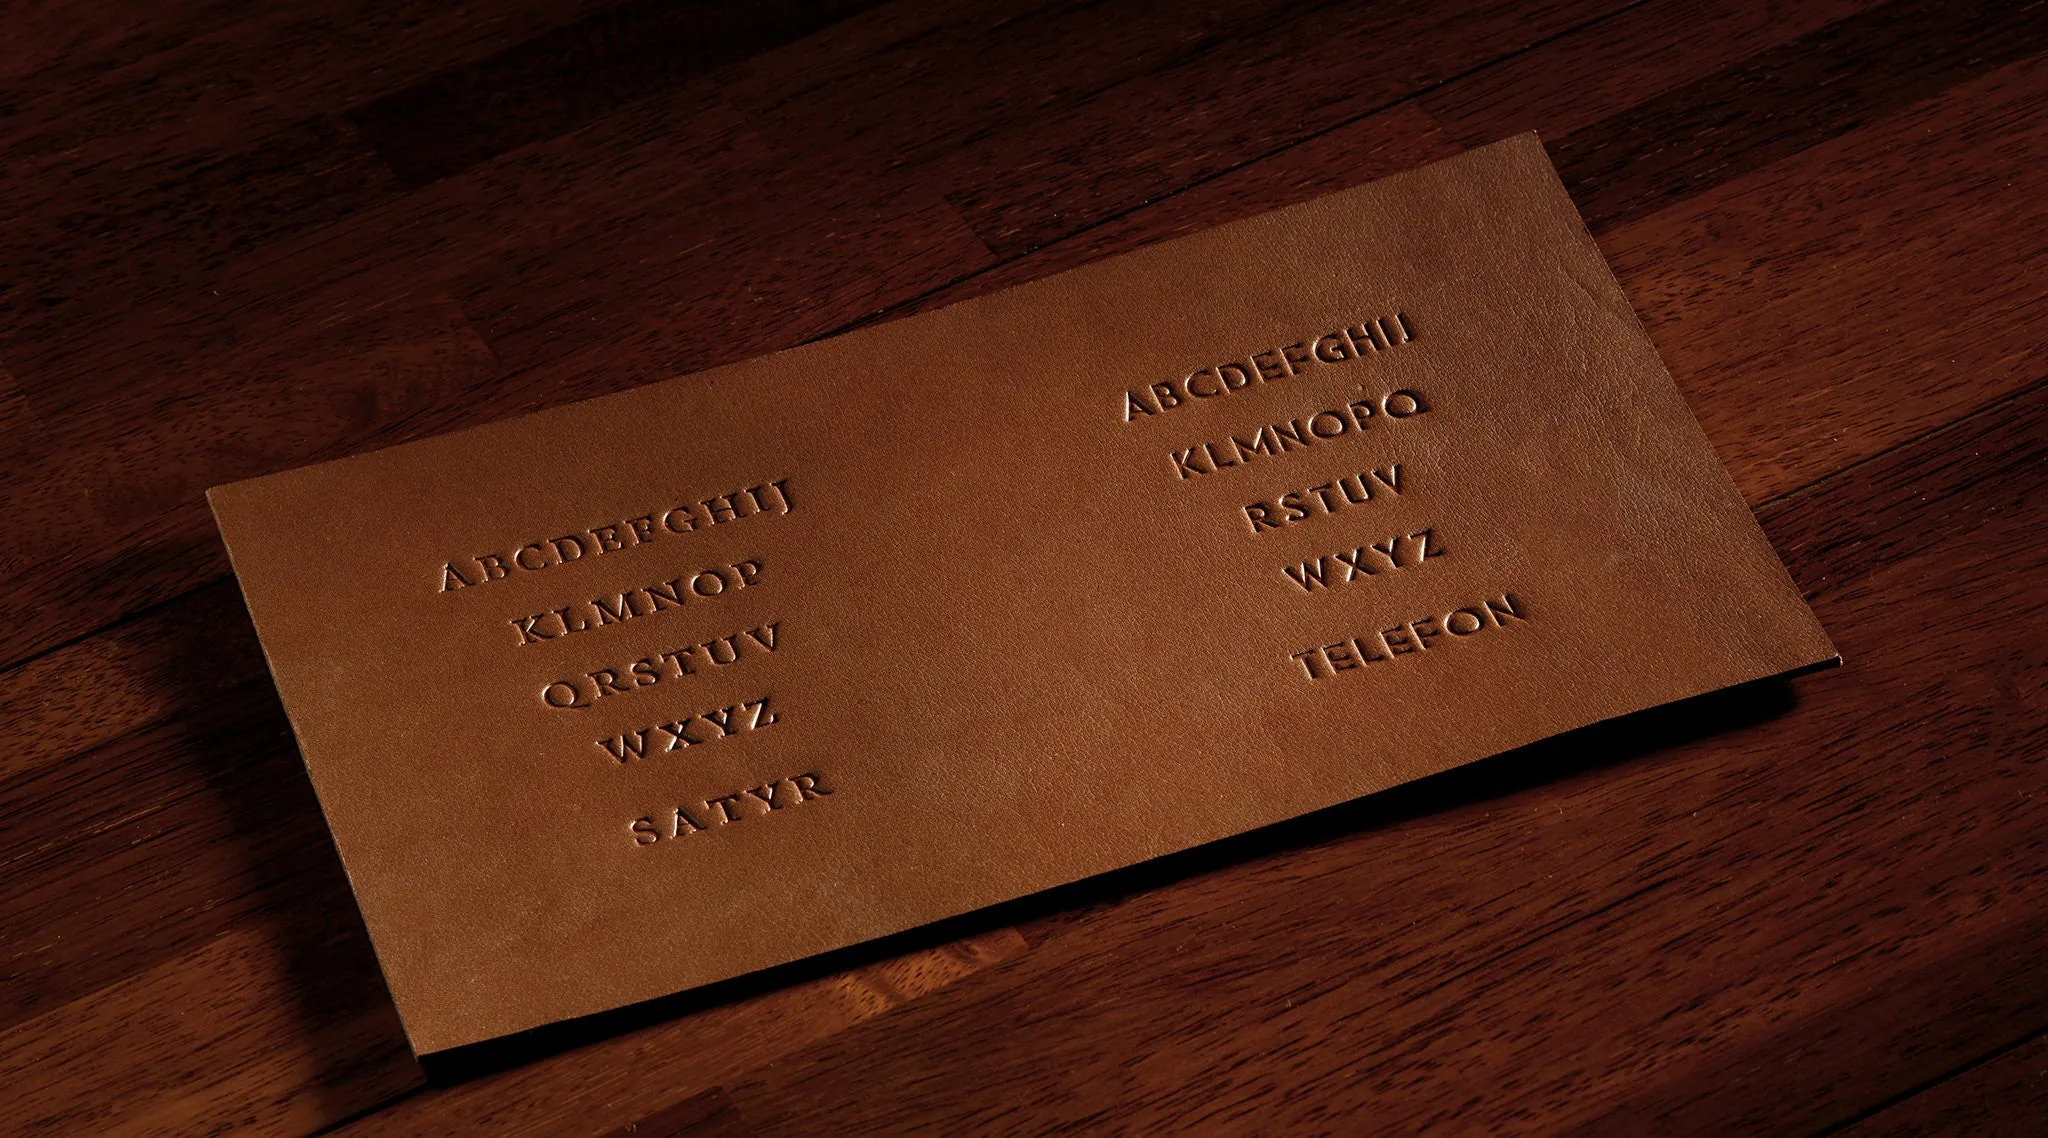 ABCDEFGHIJ
KLMNOP
QRSTUV
WXYZ
SATYR
ABCDEFGHIJ
KLMNOPQ
RSTUV
WXYZ
TELEFON